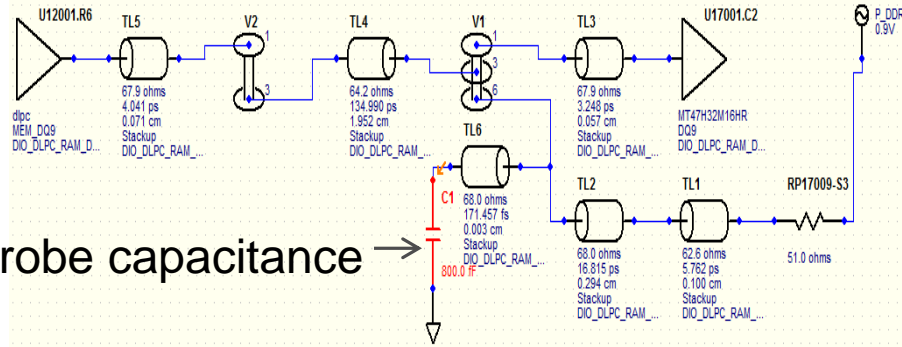 U12001.R6
TL5
V2
TL4
V1
TL3
U17001.C2
P_DDR
0.9V
1
3
1
3
6
67.9 ohms
4.041 ps
0.071 cm
Stackup
DIO_DLPC_RAM_...
64.2 ohms
134.990 ps
1.952 cm
Stackup
DIO_DLPC_RAM_...
67.9 ohms
3.248 ps
0.057 cm
Stackup
DIO_DLPC_RAM_...
dlpc
MEM_DQ9
DIO_DLPC_RAM_D...
MT47H32M16HR
DQ9
DIO_DLPC_RAM_D...
TL6
C1
68.0 ohms
171.457 fs
0.003 cm
Stackup
DIO_DLPC_RAM_...
800.0 fF
robe capacitance
TL2
68.0 ohms
16.815 ps
0.294 cm
Stackup
DIO_DLPC_RAM_...
TL1
62.6 ohms
5.762 ps
0.100 cm
Stackup
DIO_DLPC_RAM_...
RP17009-S3
51.0 ohms